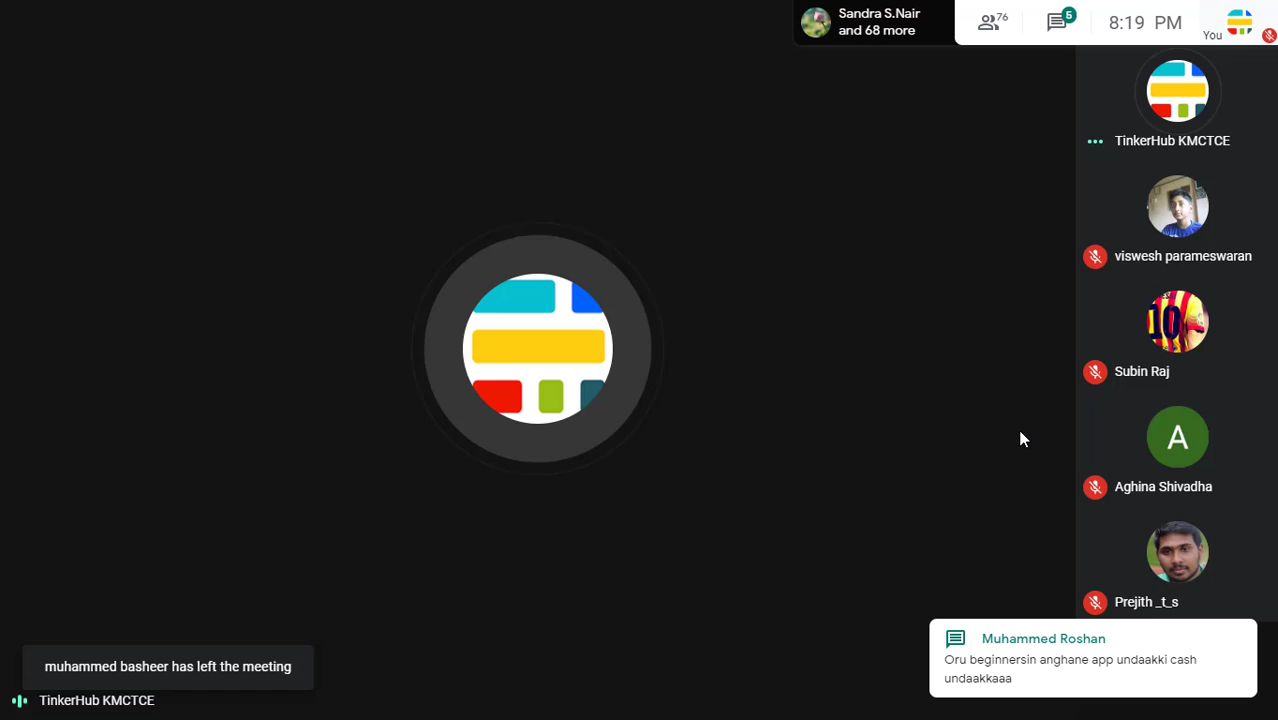 Sandra S.Nair
and 68 more
76
5
8:19 PM
You
TinkerHub KMCTCE
viswesh parameswaran
10
Subin Raj
A
Aghina Shivadha
Prejith _t_s
Muhammed Roshan
Oru beginnersin anghane app undaakki cash
undaakkaaa
muhammed basheer has left the meeting
TinkerHub KMCTCE